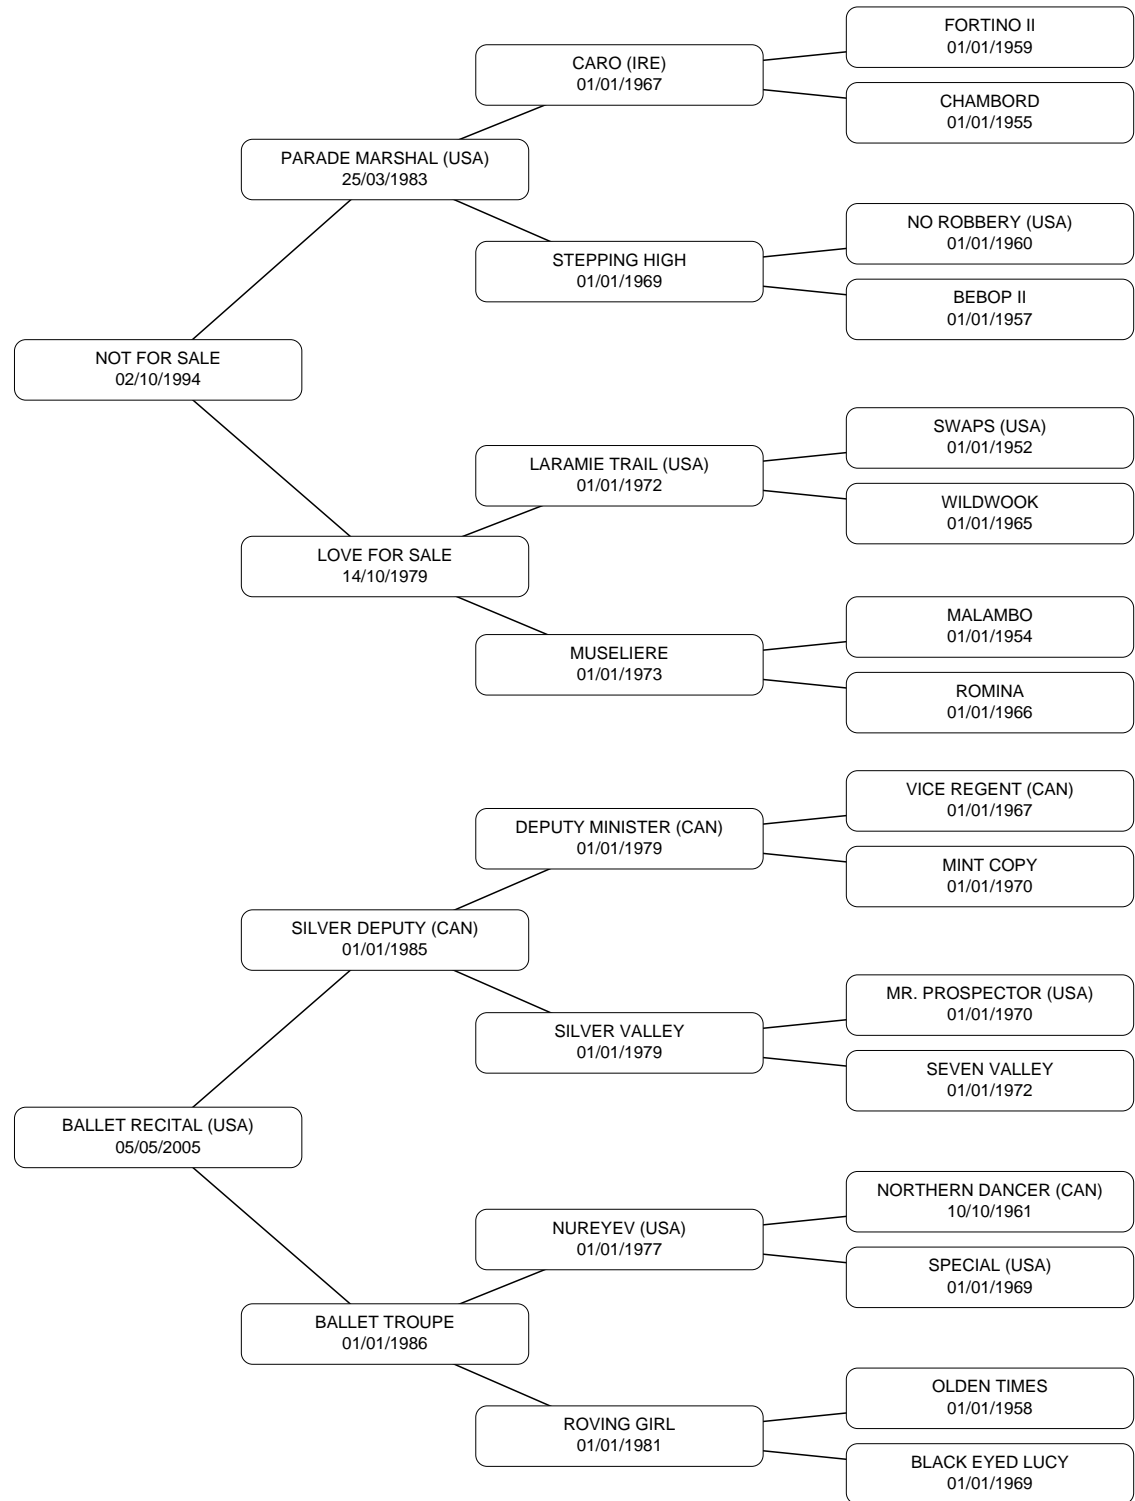 FORTINO II
01/01/1959
CARO (IRE)
01/01/1967
CHAMBORD
01/01/1955
PARADE MARSHAL (USA)
25/03/1983
NO ROBBERY (USA)
01/01/1960
STEPPING HIGH
01/01/1969
BEBOP II
01/01/1957
NOT FOR SALE
02/10/1994
SWAPS (USA)
01/01/1952
LARAMIE TRAIL (USA)
01/01/1972
WILDWOOK
01/01/1965
LOVE FOR SALE
14/10/1979
MALAMBO
01/01/1954
MUSELIERE
01/01/1973
ROMINA
01/01/1966
VICE REGENT (CAN)
01/01/1967
DEPUTY MINISTER (CAN)
01/01/1979
MINT COPY
01/01/1970
SILVER DEPUTY (CAN)
01/01/1985
MR. PROSPECTOR (USA)
01/01/1970
SILVER VALLEY
01/01/1979
SEVEN VALLEY
01/01/1972
BALLET RECITAL (USA)
05/05/2005
NORTHERN DANCER (CAN)
10/10/1961
NUREYEV (USA)
01/01/1977
SPECIAL (USA)
01/01/1969
BALLET TROUPE
01/01/1986
OLDEN TIMES
01/01/1958
ROVING GIRL
01/01/1981
BLACK EYED LUCY
01/01/1969